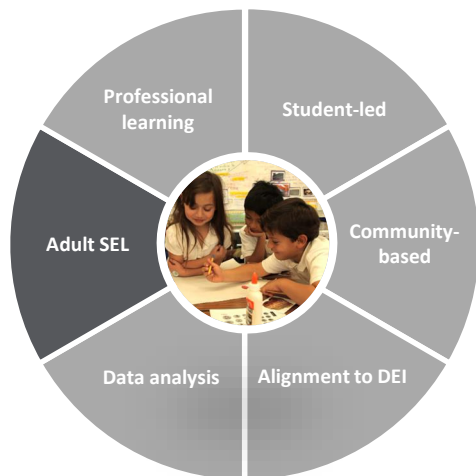 Professional
learning
Student-led
Adult SEL
Community-
based
Data analysis
Alignment to DEI